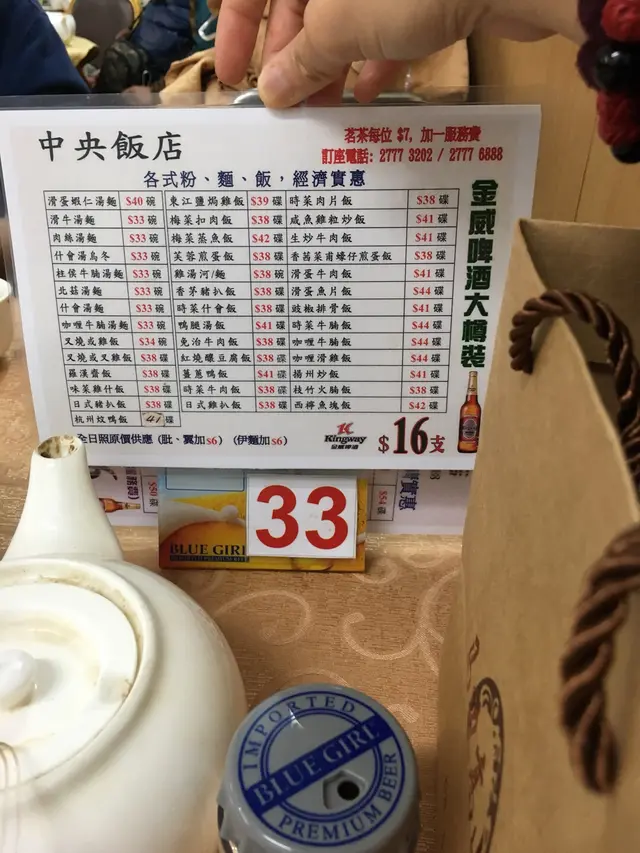 中央飯店
茗茶每位 $7, 加一服務費
訂座電話: 2777 3202 / 2777 6888
各式粉、麵、飯，經濟實惠
滑蛋蝦仁湯麵 $40 碗 東江鹽焗雞飯 $39 碟 時菜肉片飯 $38 碟
滑牛湯麵 $33 碗 梅菜扣肉飯 $38 碟 咸魚雞粒炒飯 $41 碟
肉絲湯麵 $33 碗 梅菜蒸魚飯 $42 碟 生炒牛肉飯 $41 碟
什會湯烏冬 $33 碗 芙蓉煎蛋飯 $38 碟 香茜菜甫蠔仔煎蛋飯 $38 碟
柱侯牛腩湯麵 $33 碗 雞湯河/麵 $38 碗 滑蛋牛肉飯 $41 碟
北菇湯麵 $33 碗 香茅豬扒飯 $38 碟 滑蛋魚片飯 $44 碟
什會湯麵 $33 碗 時菜什會飯 $38 碟 豉椒排骨飯 $41 碟
咖喱牛腩湯麵 $33 碗 鴨腿湯飯 $41 碟 時菜牛腩飯 $44 碟
叉燒或雞飯 $34 碟 免治牛肉飯 $38 碟 咖喱牛腩飯 $44 碟
叉燒或叉雞飯 $38 碟 紅燒釀豆腐飯 $38 碟 咖喱滑雞飯 $44 碟
羅漢齋飯 $38 碟 薑蔥鴨飯 $41 碟 揚州炒飯 $41 碟
味菜雞什飯 $38 碟 時菜牛肉飯 $38 碟 枝竹火腩飯 $38 碟
日式豬扒飯 $38 碟 日式雞飯 $38 碟 西檸魚塊飯 $42 碟
杭州炆鴨飯 41 碟
全日照原價供應 (肶、翼加$6) (伊麵加$6)
金威啤酒大樽裝
Kingway
金威啤酒
$16支
33
BLUE GIRL
IMPORTED
BLUE GIRL
PREMIUM BEER